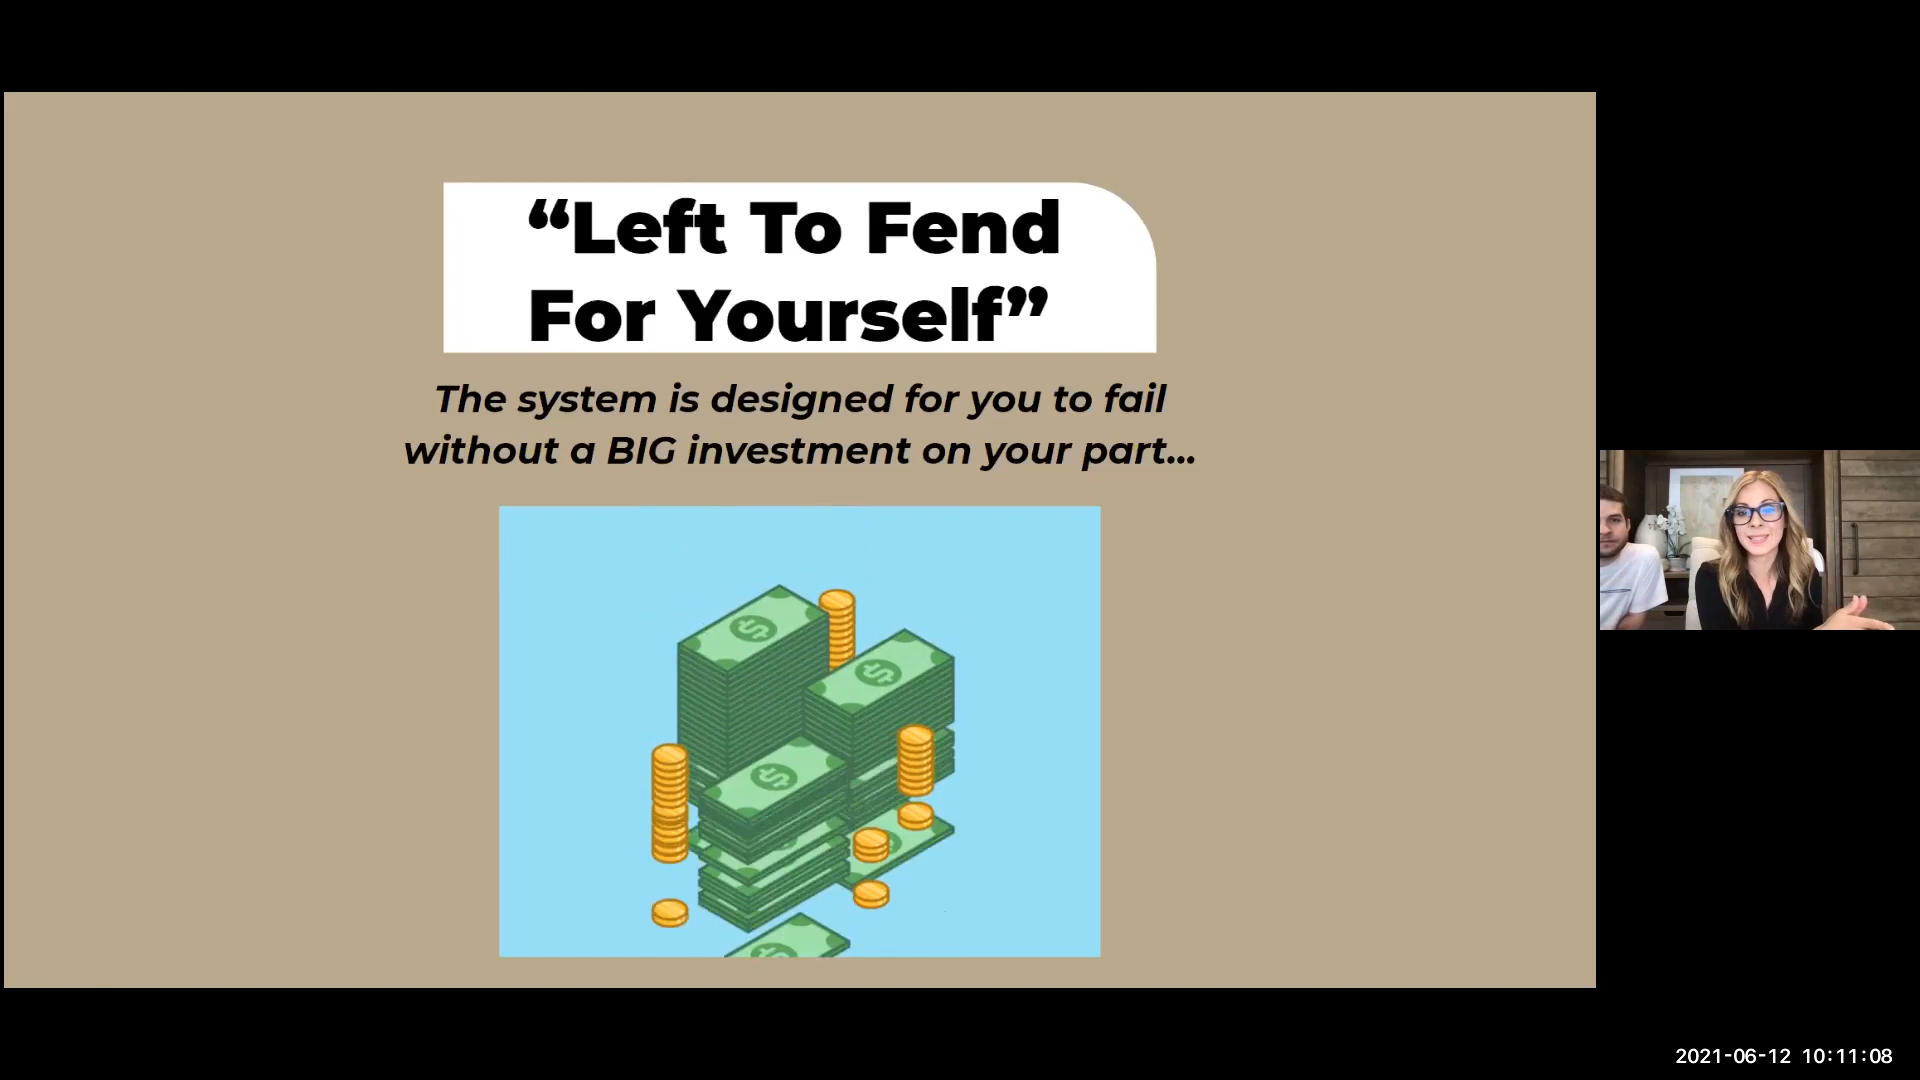 “Left To Fend
For Yourself”
The system is designed for you to fail
without a BIG investment on your part...
2021-06-12 10:11:08